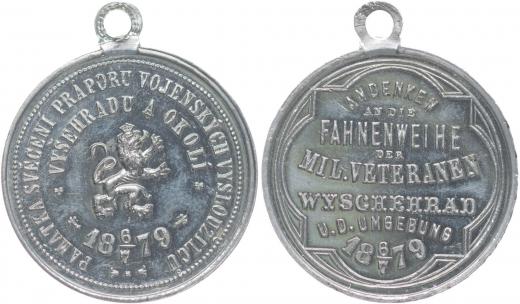 PAMÁTKA SVĚCENÍ PRAPORU VOJENSKÝCH VYSLOUŽILCŮ
VYŠEHRADU A OKOLÍ
18 6/7 79
ANDENKEN
AN DIE
FAHNENWEIHE
DER
MIL. VETERANEN
WYSCHEHRAD
U. D. UMGEBUNG
18 6/7 79